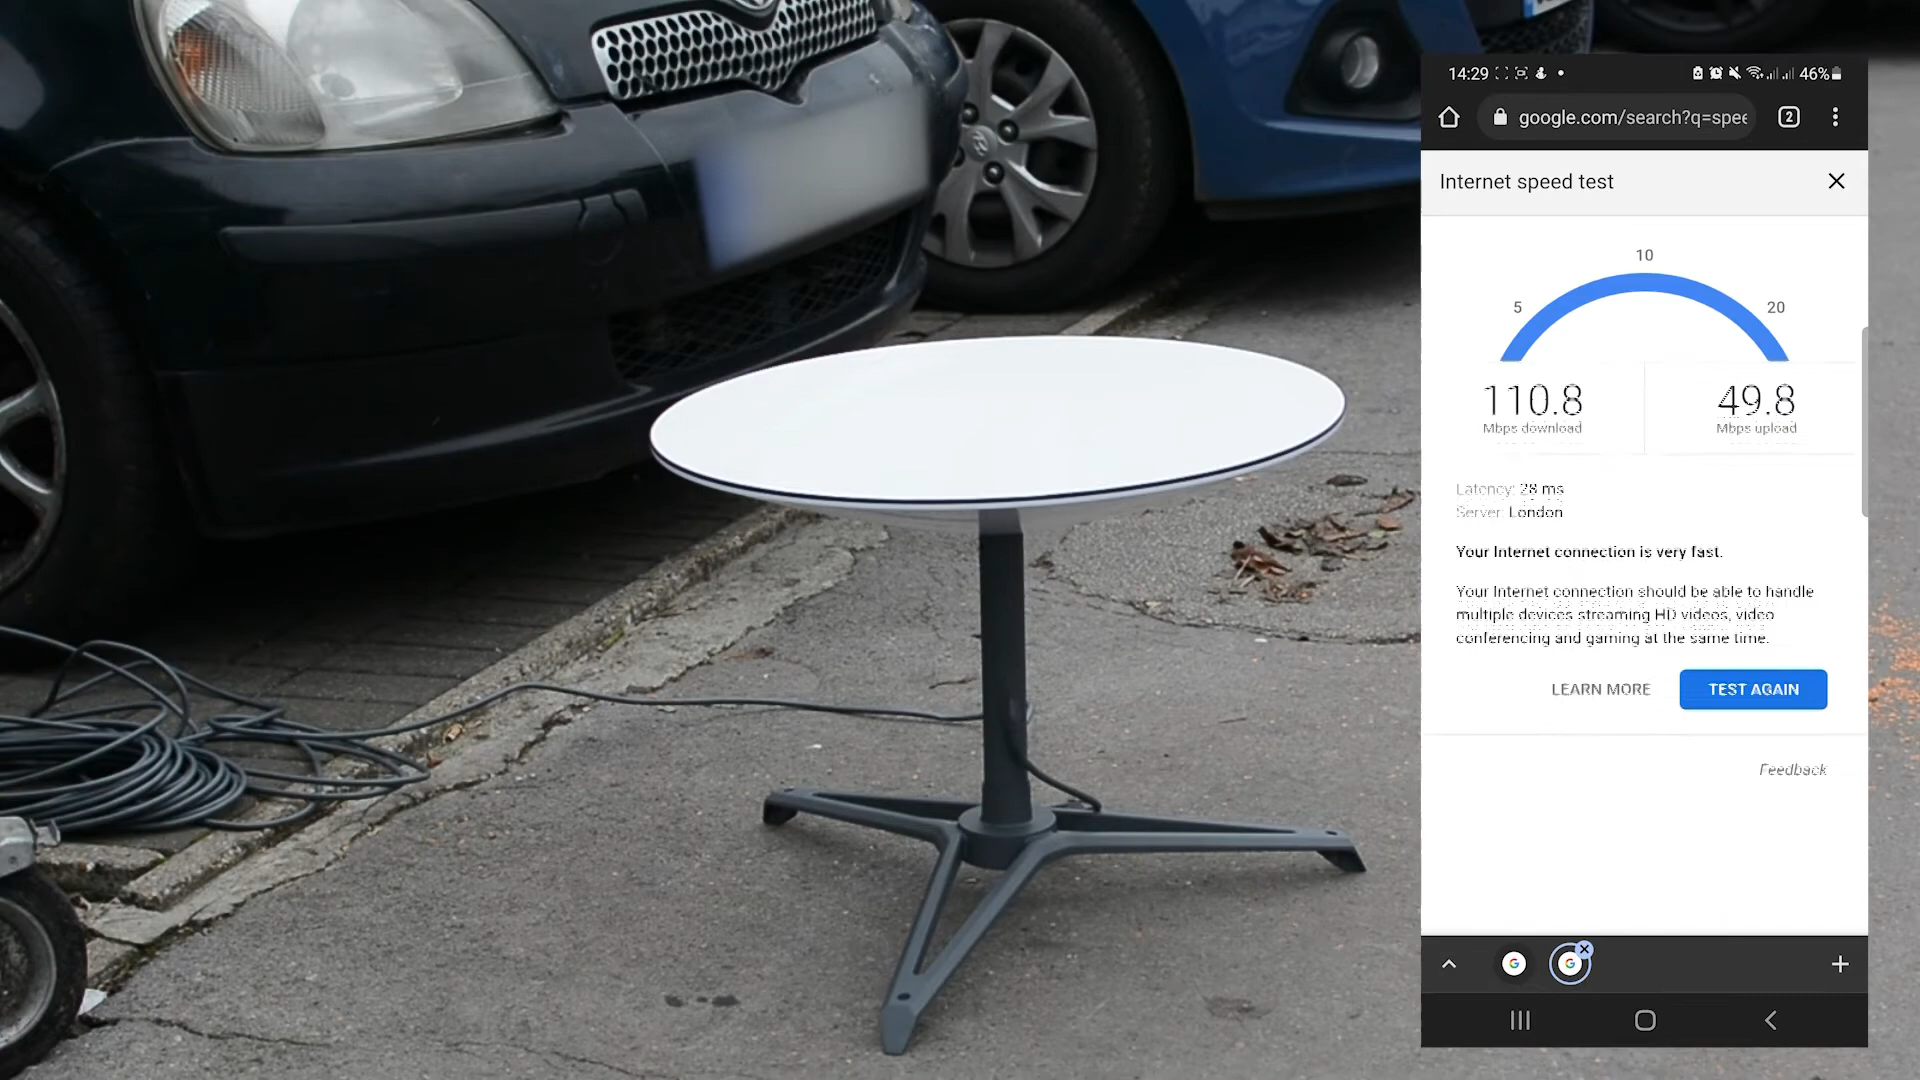 14:29
46%
google.com/search?q=spee
2
Internet speed test
10
5
20
110.8
49.8
Mbps download
Mbps upload
Latency: 28 ms
Server: London
Your Internet connection is very fast.
Your Internet connection should be able to handle
multiple devices streaming HD videos, video
conferencing and gaming at the same time.
LEARN MORE
TEST AGAIN
Feedback